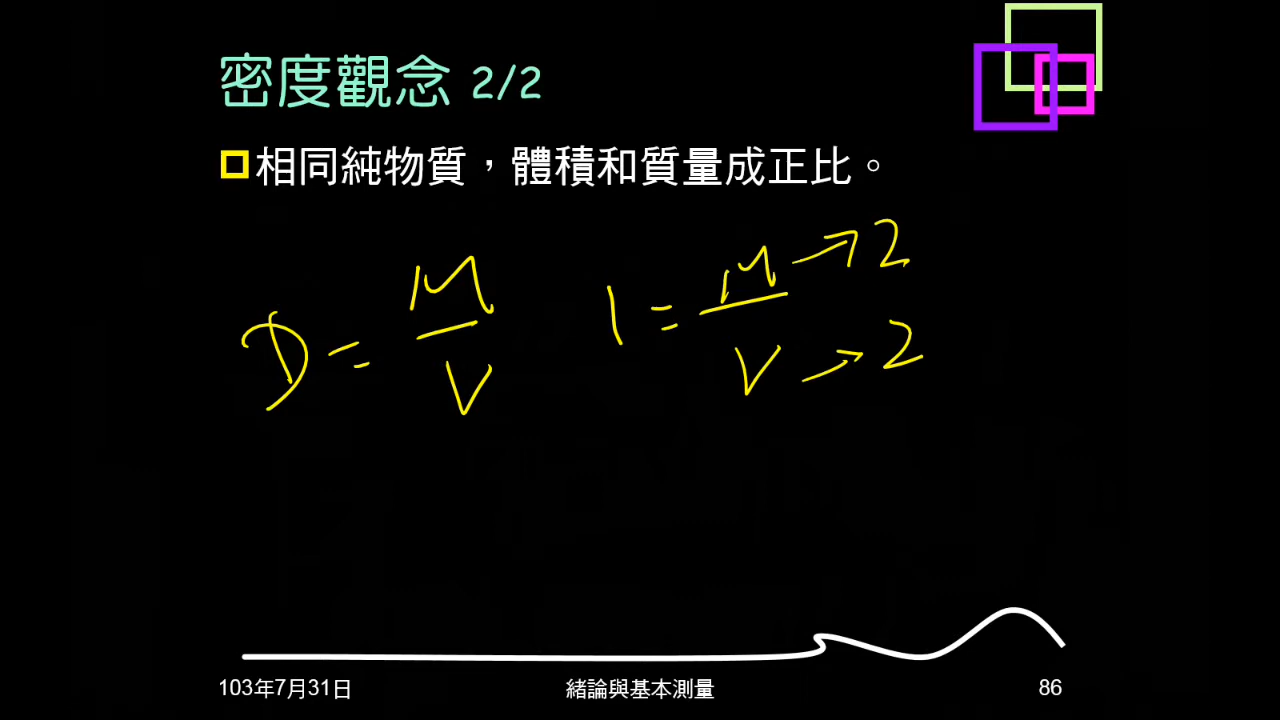 密度觀念 2/2
相同純物質，體積和質量成正比。
D = M/V
1 = M→2/V→2
103年7月31日
緒論與基本測量
86